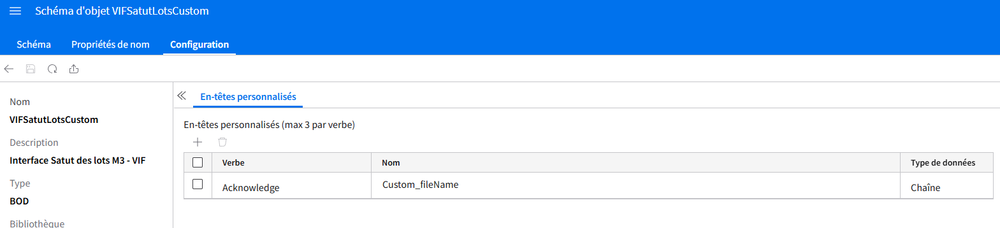 Schéma d'objet VIFSatutLotsCustom
Schéma Propriétés de nom Configuration
Nom
VIFSatutLotsCustom
Description
Interface Satut des lots M3 - VIF
Type
BOD
Bibliothèque
En-têtes personnalisés
En-têtes personnalisés (max 3 par verbe)
Verbe Nom Type de données
Acknowledge Custom_fileName Chaîne